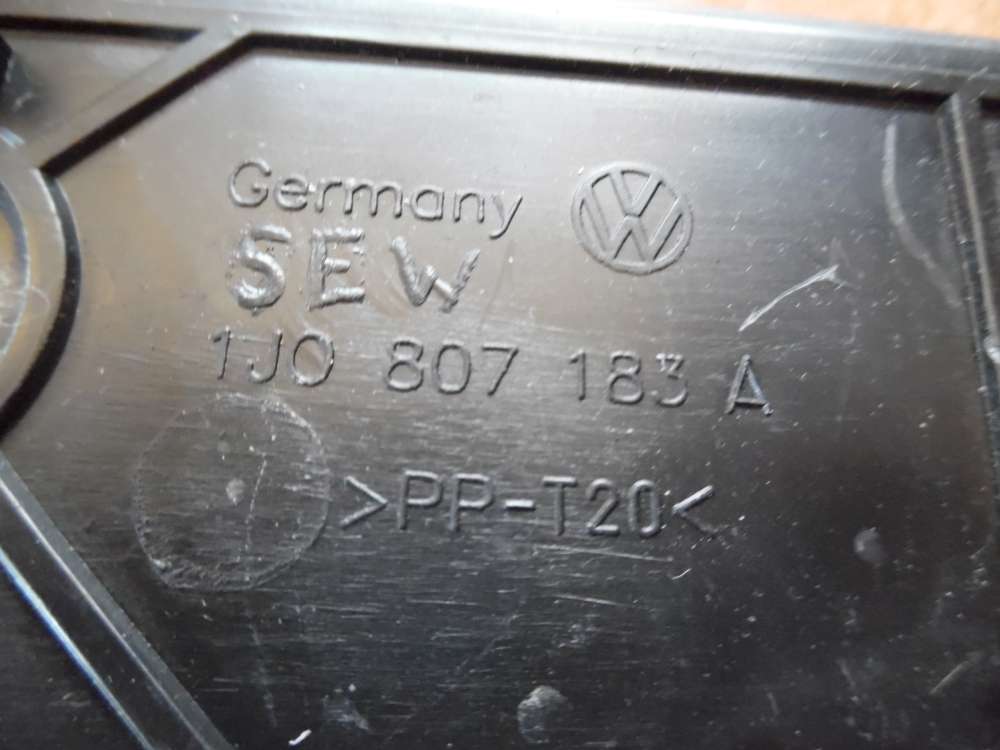 Germany
SEW
1J0 807 183 A
>PP-T20<